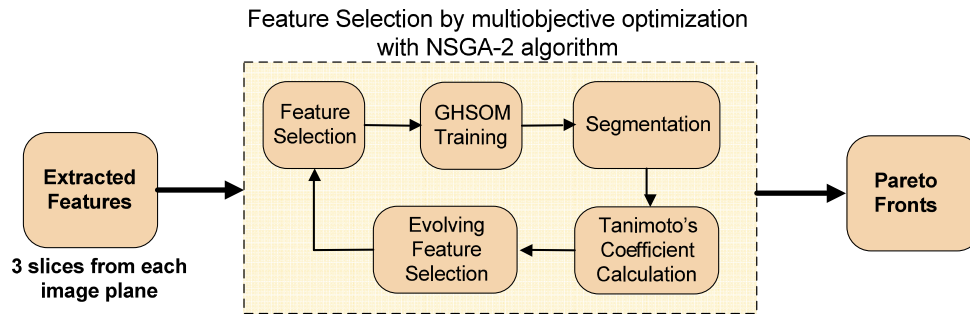 Feature Selection by multiobjective optimization
with NSGA-2 algorithm
Extracted
Features
3 slices from each
image plane
Feature
Selection
GHSOM
Training
Segmentation
Tanimoto's
Coefficient
Calculation
Evolving
Feature
Selection
Pareto
Fronts